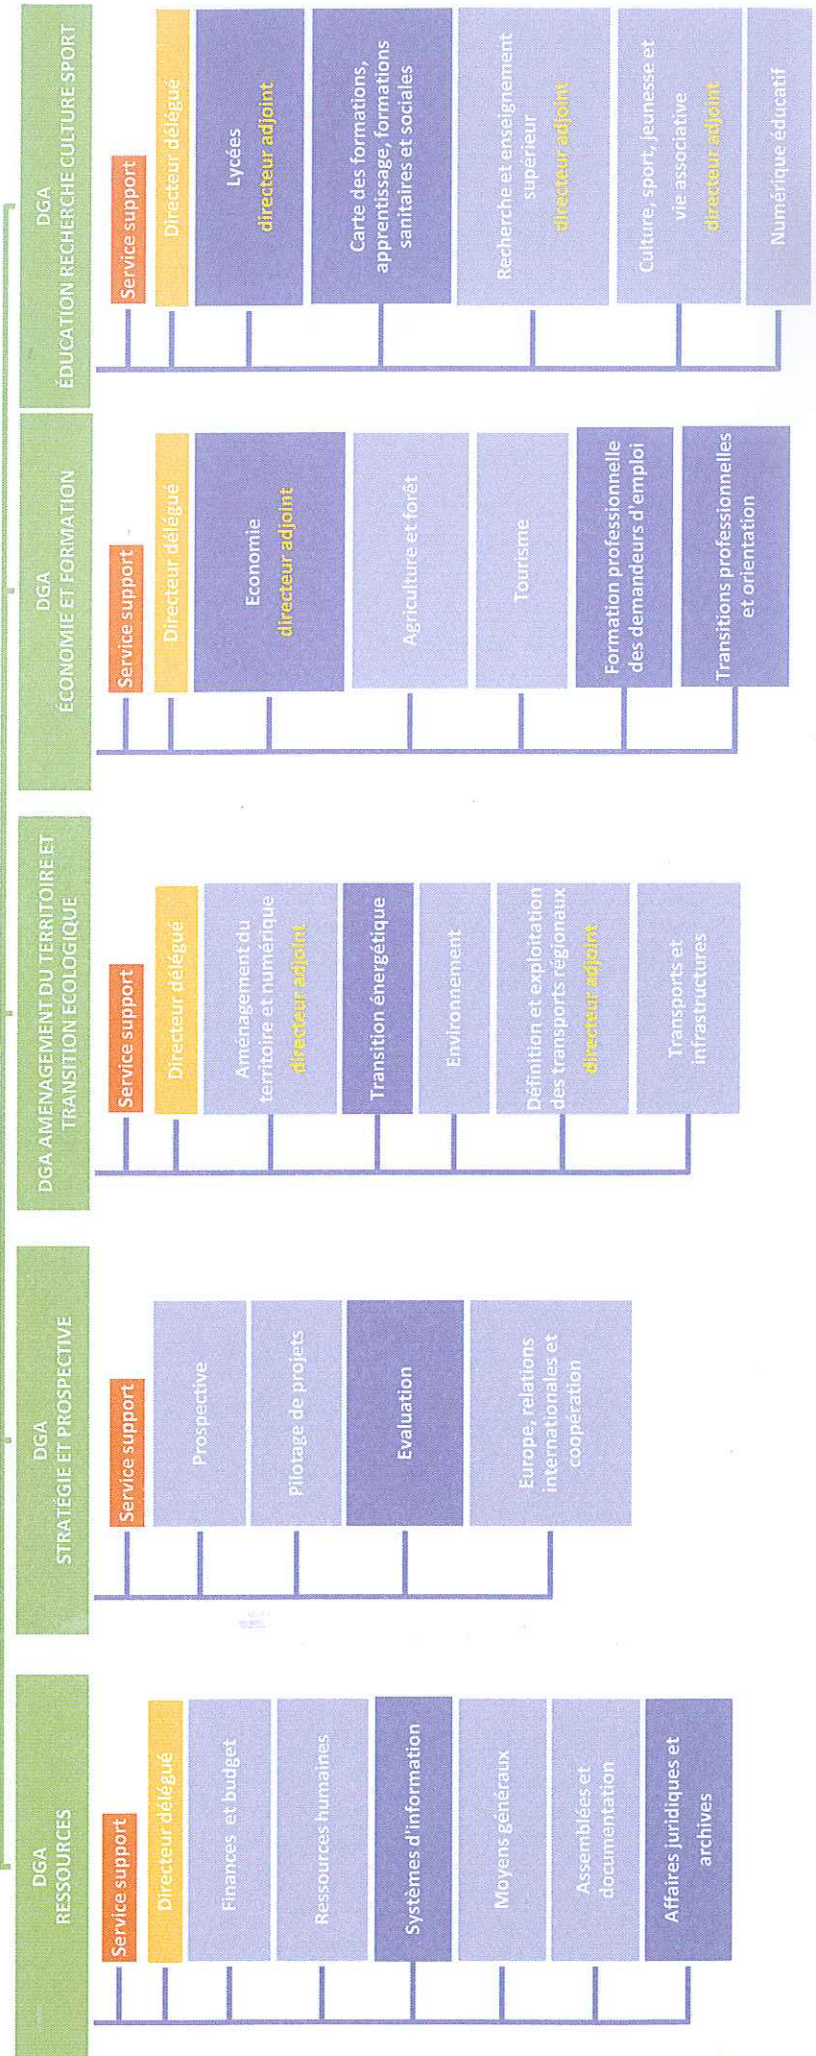 DGA
RESSOURCES
Service support
Directeur délégué
Finances et budget
Ressources humaines
Systèmes d'information
Moyens généraux
Assemblées et
documentation
Affaires juridiques et
archives
DGA
STRATÉGIE ET PROSPECTIVE
Service support
Prospective
Pilotage de projets
Evaluation
Europe, relations
internationales et
coopération
DGA AMENAGEMENT DU TERRITOIRE ET
TRANSITION ECOLOGIQUE
Service support
Directeur délégué
Aménagement du
territoire et numérique
directeur adjoint
Transition énergétique
Environnement
Définition et exploitation
des transports régionaux
directeur adjoint
Transports et
infrastructures
DGA
ÉCONOMIE ET FORMATION
Service support
Directeur délégué
Economie
directeur adjoint
Agriculture et forêt
Tourisme
Formation professionnelle
des demandeurs d'emploi
Transitions professionnelles
et orientation
DGA
ÉDUCATION RECHERCHE CULTURE SPORT
Service support
Directeur délégué
Lycées
directeur adjoint
Carte des formations,
apprentissage, formations
sanitaires et sociales
Recherche et enseignement
supérieur
directeur adjoint
Culture, sport, jeunesse et
vie associative
directeur adjoint
Numérique éducatif